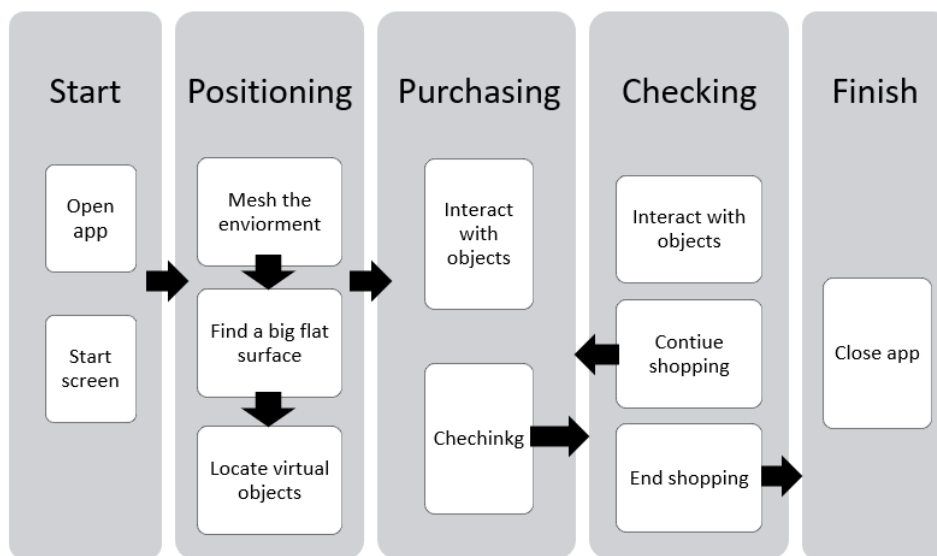 Start
Open
app
Start
screen
Positioning
Mesh the
enviorment
Find a big flat
surface
Locate virtual
objects
Purchasing
Interact
with
objects
Chechinkg
Checking
Interact with
objects
Contiue
shopping
End shopping
Finish
Close app